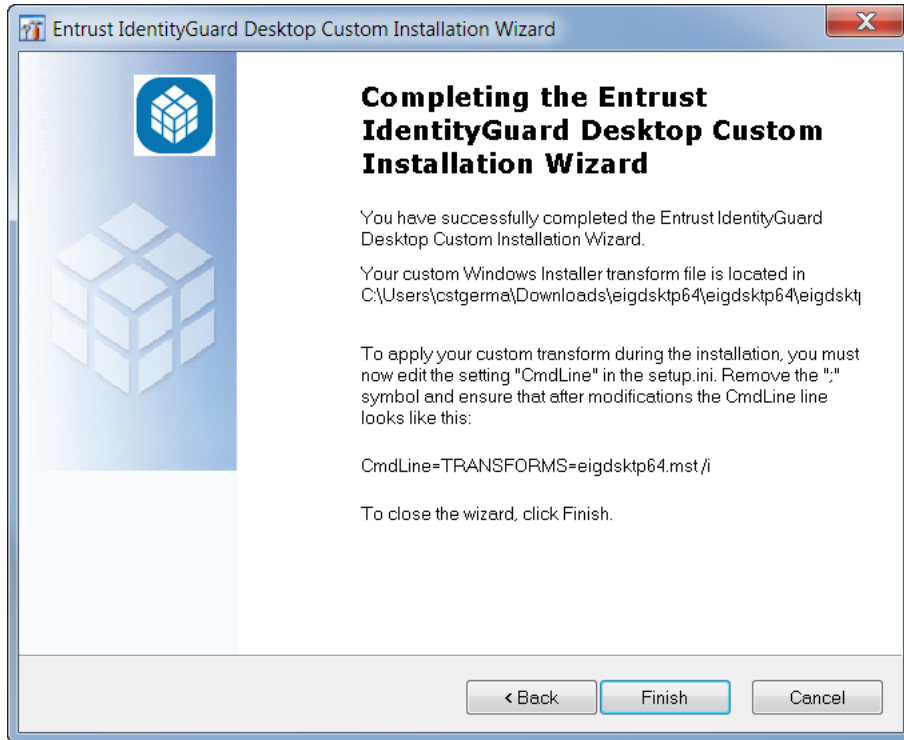 Entrust IdentityGuard Desktop Custom Installation Wizard
Completing the Entrust
IdentityGuard Desktop Custom
Installation Wizard
You have successfully completed the Entrust IdentityGuard
Desktop Custom Installation Wizard.
Your custom Windows Installer transform file is located in
C:\Users\cstgerma\Downloads\eigdsktp64\eigdsktp64\eigdskt
To apply your custom transform during the installation, you must
now edit the setting "CmdLine" in the setup.ini. Remove the ";"
symbol and ensure that after modifications the CmdLine line
looks like this:
CmdLine=TRANSFORMS=eigdsktp64.mst /i
To close the wizard, click Finish.
< Back
Finish
Cancel